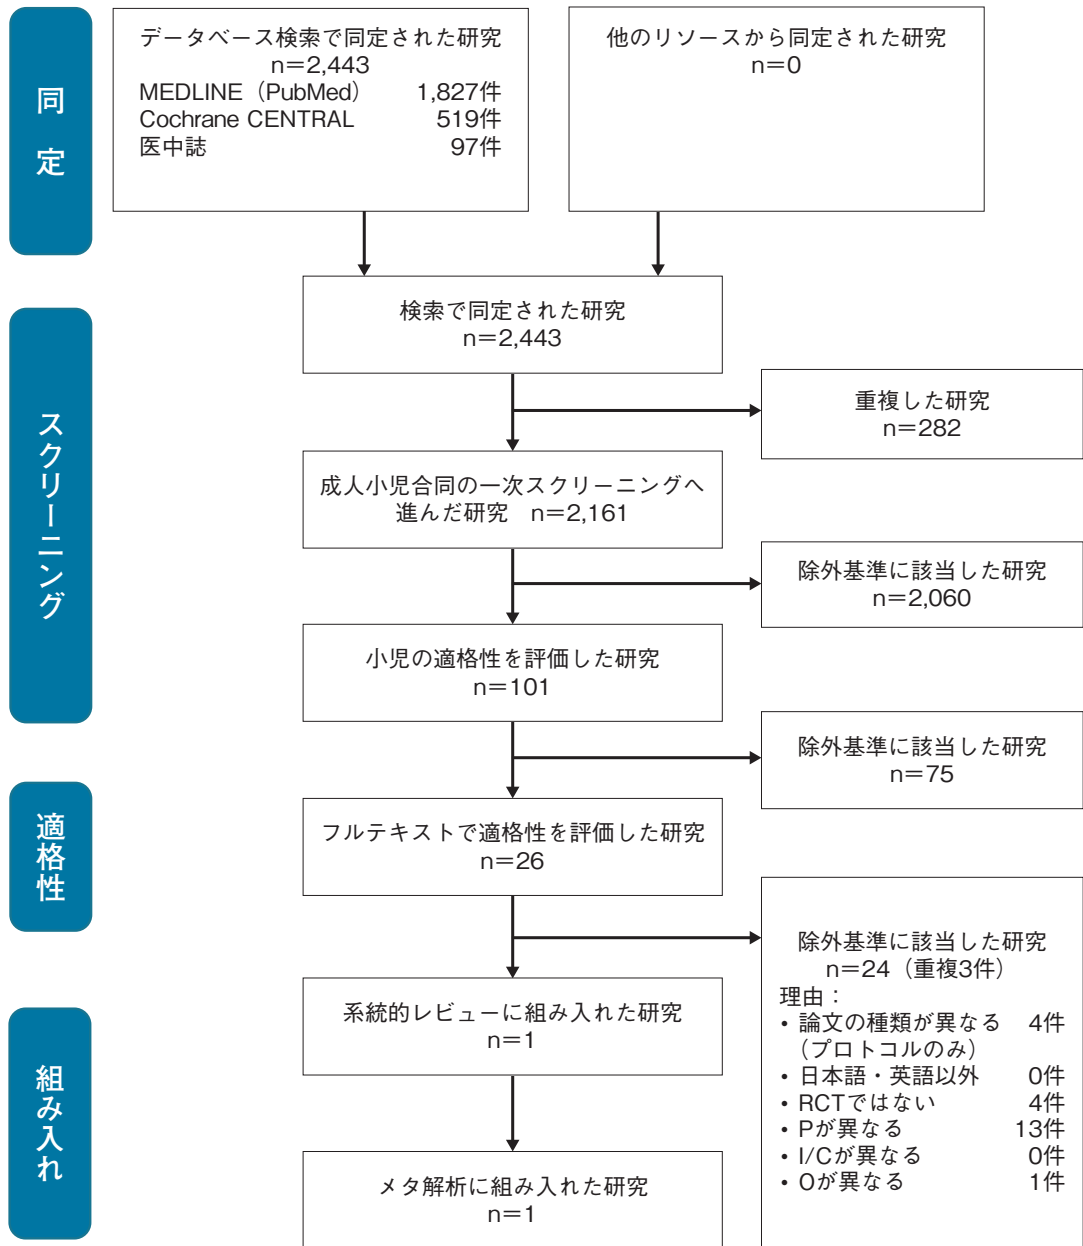 同定
データベース検索で同定された研究
n=2,443
MEDLINE（PubMed） 1,827件
Cochrane CENTRAL 519件
医中誌 97件
他のリソースから同定された研究
n=0
スクリーニング
検索で同定された研究
n=2,443
重複した研究
n=282
成人小児合同の一次スクリーニングへ
進んだ研究 n=2,161
除外基準に該当した研究
n=2,060
小児の適格性を評価した研究
n=101
除外基準に該当した研究
n=75
適格性
フルテキストで適格性を評価した研究
n=26
除外基準に該当した研究
n=24（重複3件）
理由：
• 論文の種類が異なる 4件
（プロトコルのみ）
• 日本語・英語以外 0件
• RCTではない 4件
• Pが異なる 13件
• I/Cが異なる 0件
• Oが異なる 1件
組み入れ
系統的レビューに組み入れた研究
n=1
メタ解析に組み入れた研究
n=1